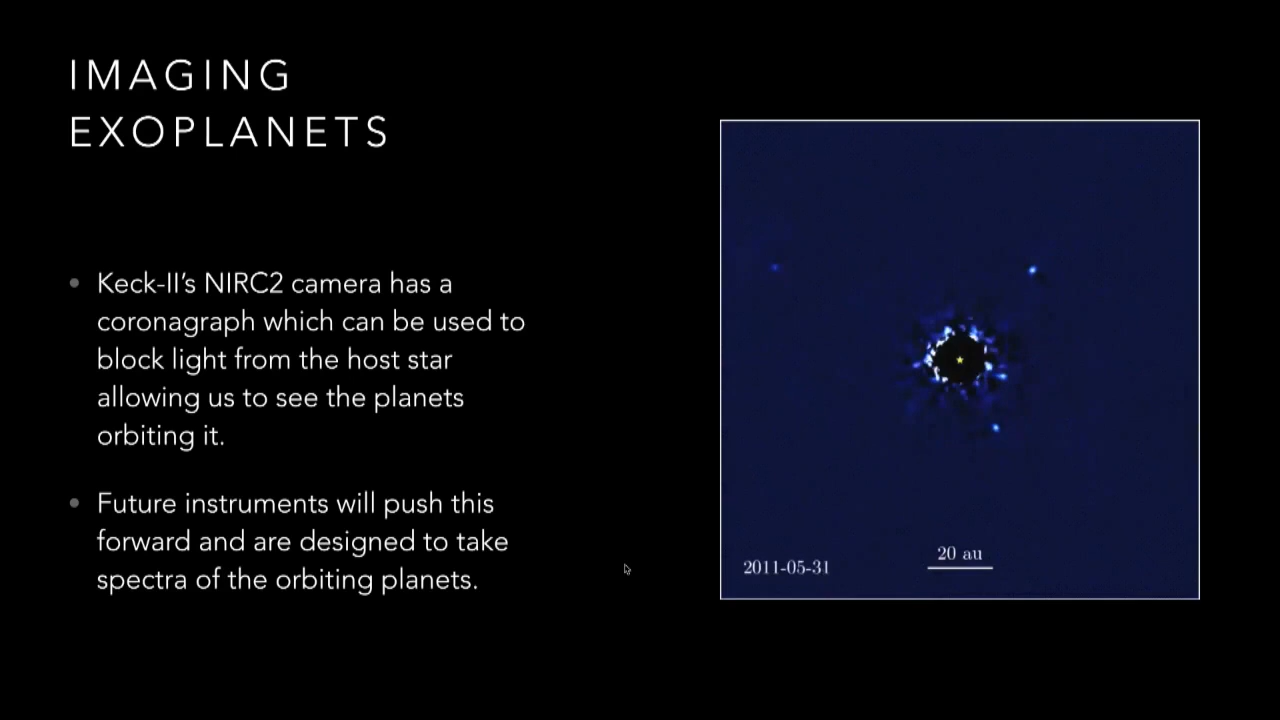 IMAGING
EXOPLANETS
• Keck-II’s NIRC2 camera has a
coronagraph which can be used to
block light from the host star
allowing us to see the planets
orbiting it.
• Future instruments will push this
forward and are designed to take
spectra of the orbiting planets.
20 au
2011-05-31